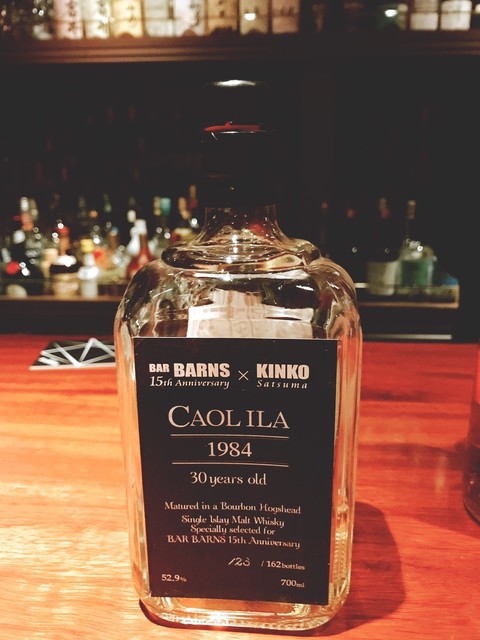 BAR BARNS × KINKO
15th Anniversary Satsuma
CAOL ILA
1984
30 years old
Matured in a Bourbon Hogshead
Single Islay Malt Whisky
Specially selected for
BAR BARNS 15th Anniversary
123 / 162 bottles
52.9% 700ml